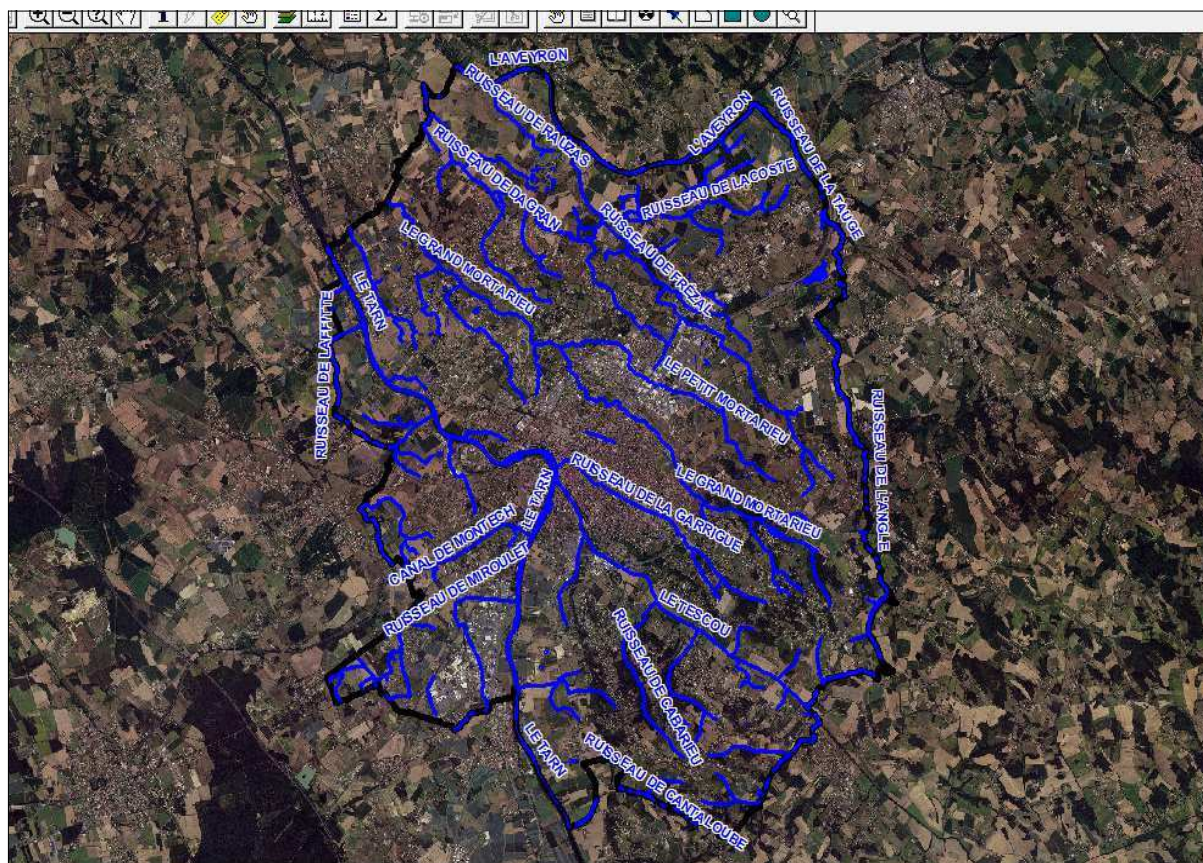 L'AVEYRON
RUISSEAU DE RAUZAS
L'AVEYRON
RUISSEAU DE LA TAUGE
RUISSEAU DE DAGRAN
RUISSEAU DE LACOSTE
LE GRAND MORTARIEU
RUISSEAU DE FRÉZAL
LE TARN
RUISSEAU DE LAFFITTE
LE PETIT MORTARIEU
RUISSEAU DE L'ANGLE
RUISSEAU DE LA GARRIGUE
LE GRAND MORTARIEU
LE TARN
CANAL DE MONTECH
RUISSEAU DE MIROULET
LE TESCOU
RUISSEAU DE CABARIEU
LE TARN
RUISSEAU DE CANTALOUBE